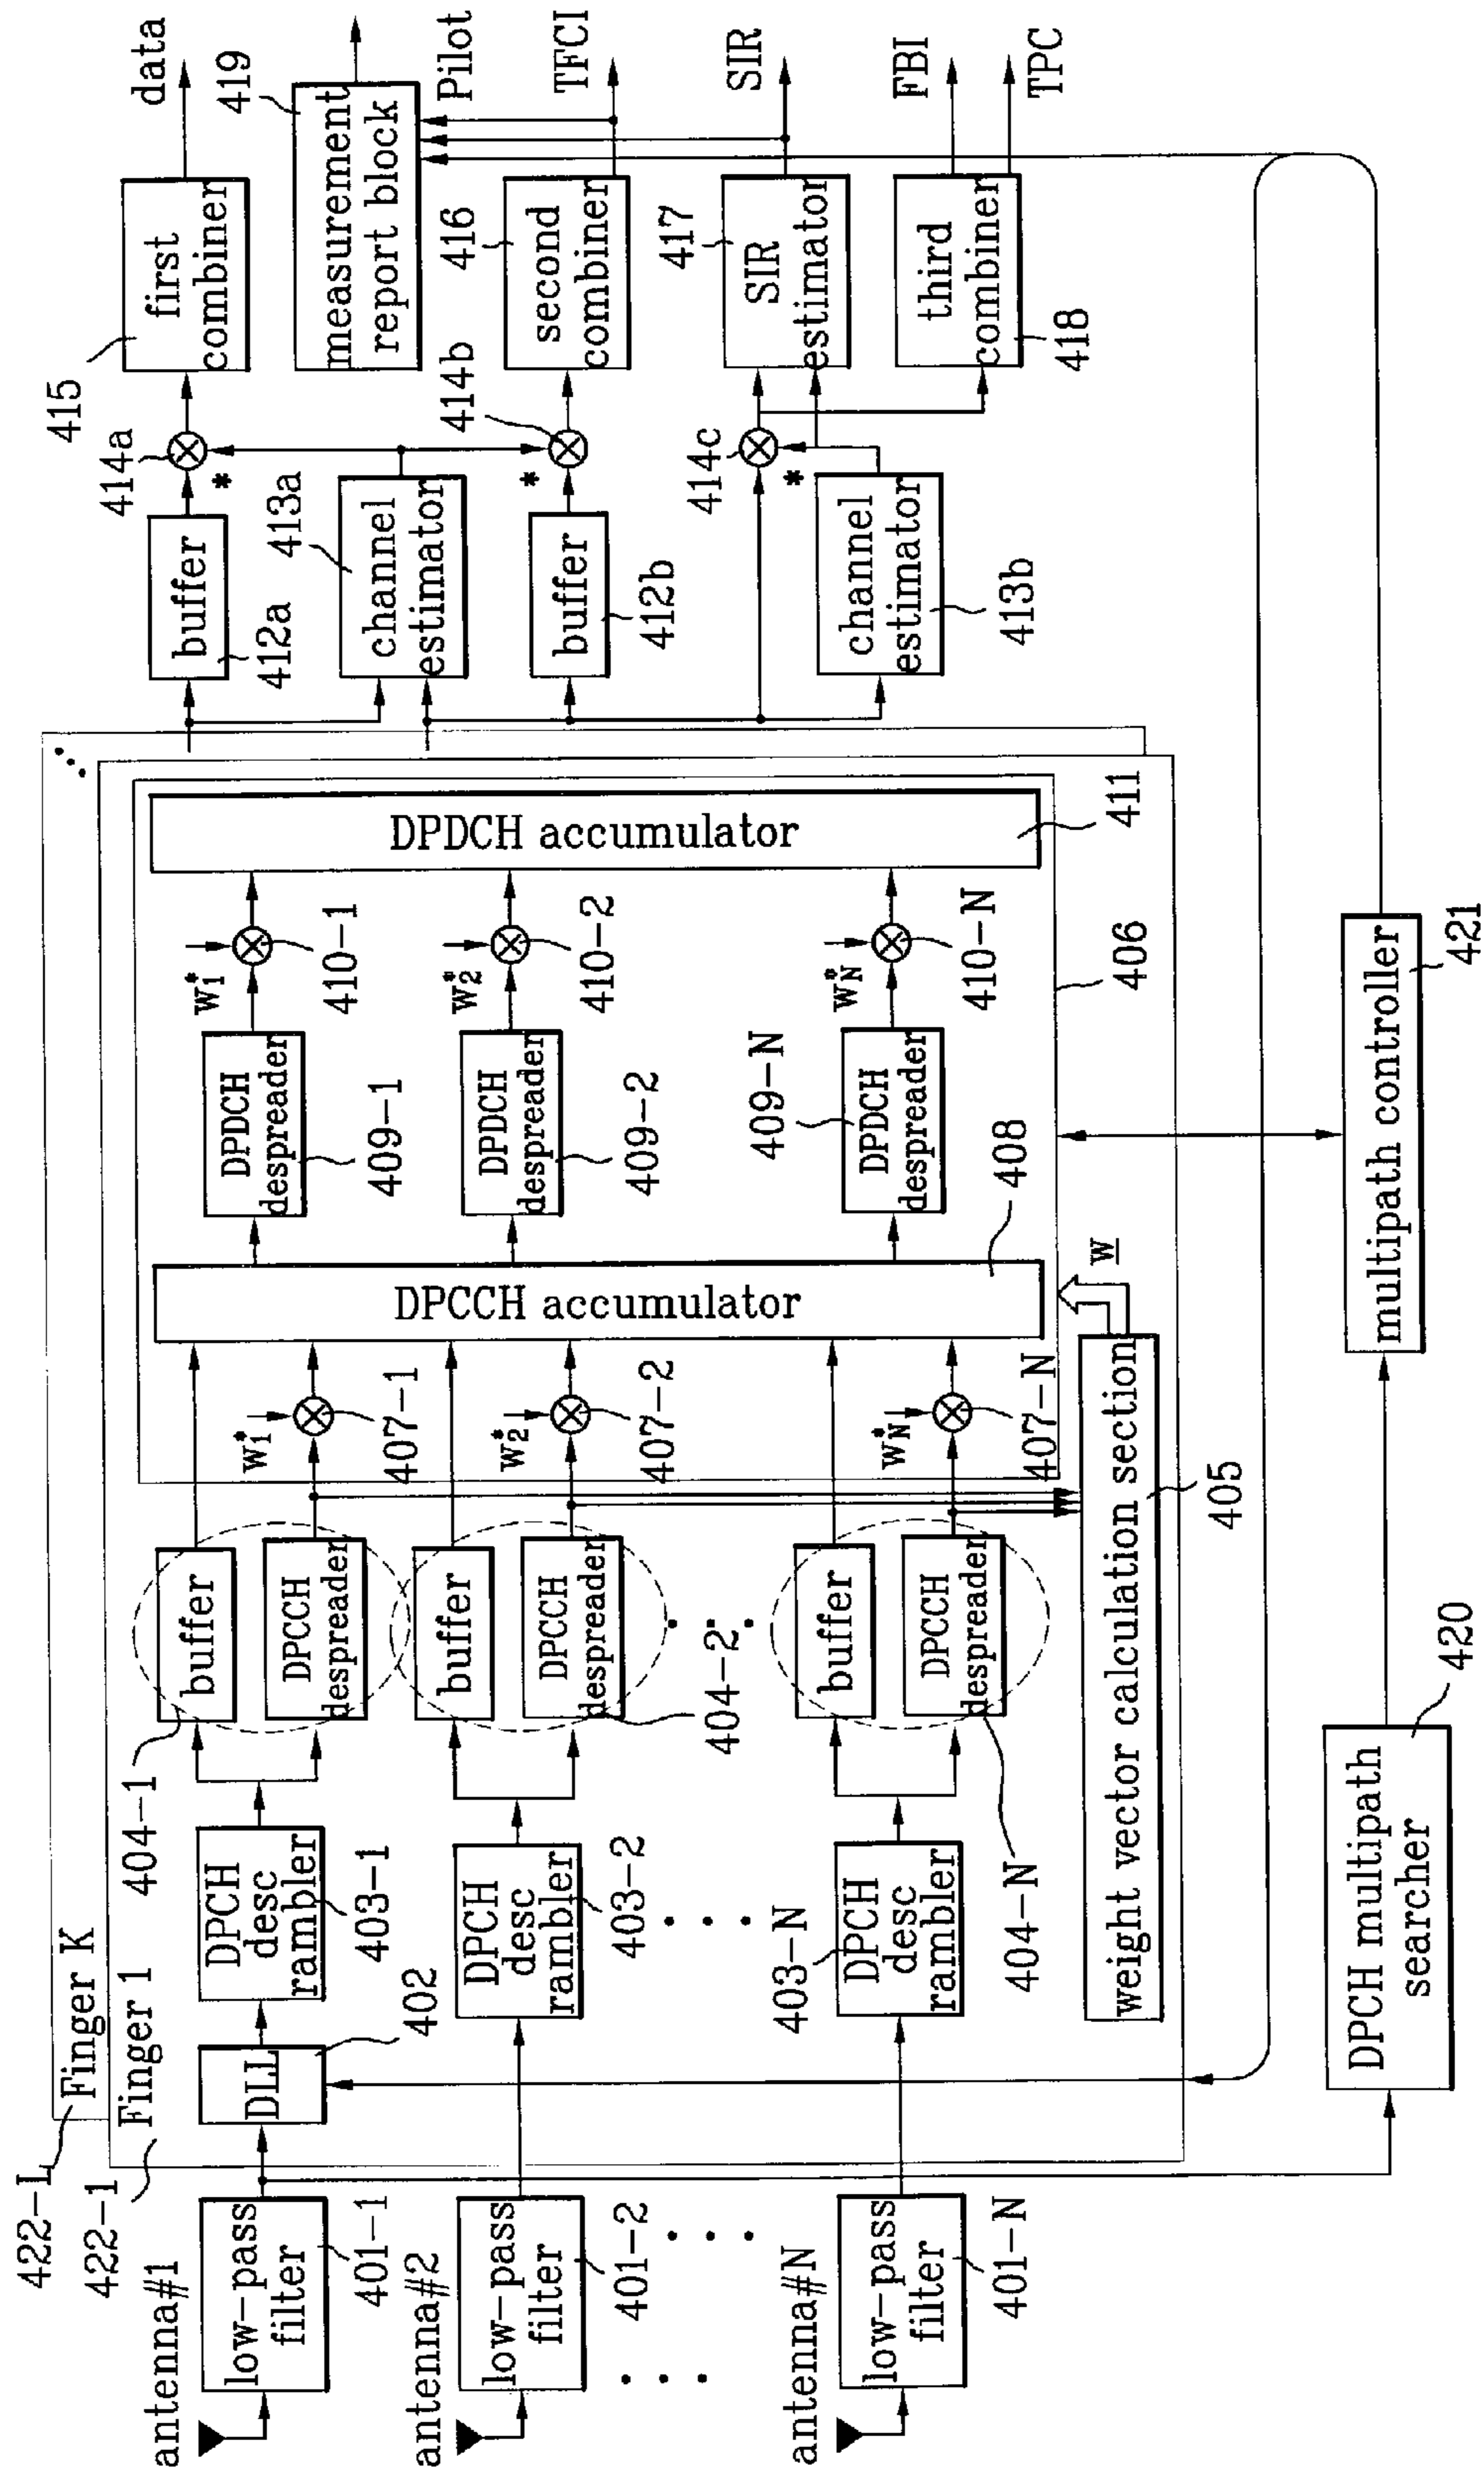 422-L
Finger K
422-1
Finger 1
antenna#1
low-pass
filter
401-1
DLL
402
DPCH
desc
rambler
403-1
404-1
buffer
DPCCH
despreader
w1*
407-1
DPCCH accumulator
408
DPDCH
despreader
409-1
w1*
410-1
DPDCH accumulator
411
antenna#2
low-pass
filter
401-2
DPCH
desc
rambler
403-2
buffer
DPCCH
despreader
404-2
w2*
407-2
DPDCH
despreader
409-2
w2*
410-2
antenna#N
low-pass
filter
401-N
DPCH
desc
rambler
403-N
buffer
DPCCH
despreader
404-N
wN*
407-N
DPDCH
despreader
409-N
wN*
410-N
406
weight vector calculation section
405
w
DPCH multipath
searcher
420
multipath controller
421
buffer
412a
414a
*
415
first
combiner
data
channel
estimator
413a
419
measurement
report block
Pilot
buffer
412b
414b
*
416
second
combiner
TFCI
414c
*
417
SIR
estimator
SIR
channel
estimator
413b
third
combiner
418
FBI
TPC